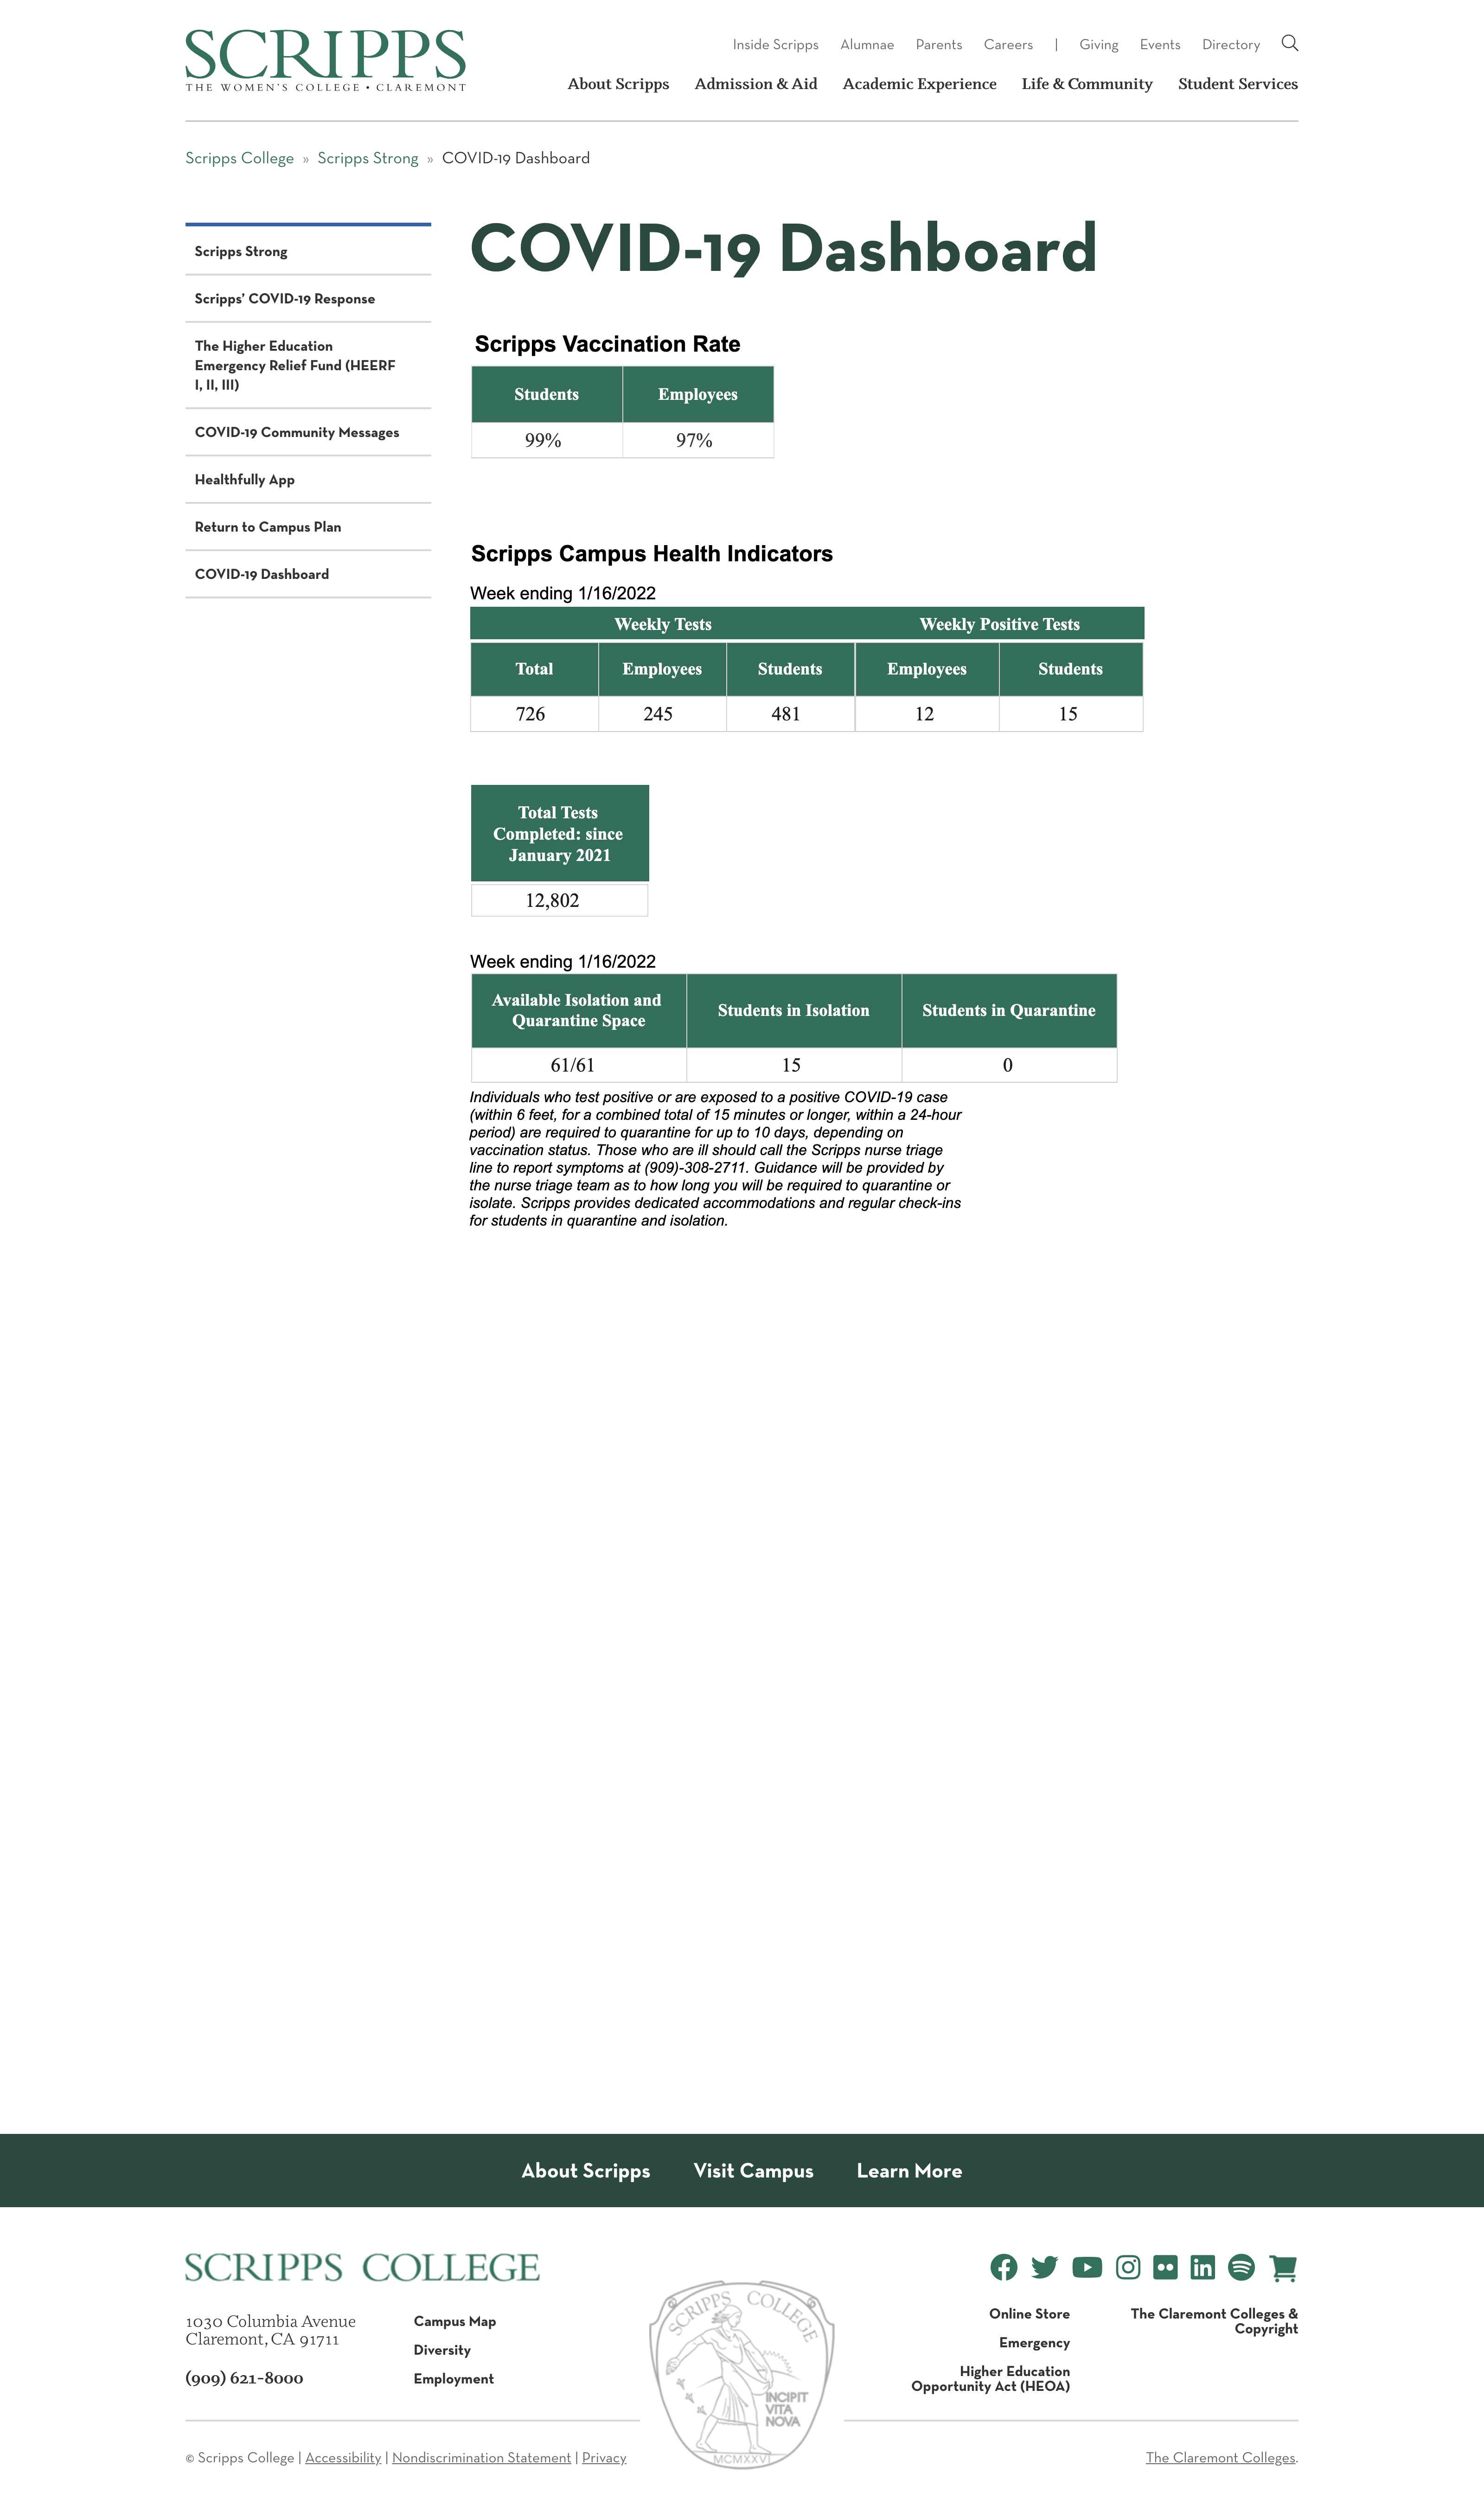 SCRIPPS
THE WOMEN'S COLLEGE • CLAREMONT
Inside Scripps Alumnae Parents Careers | Giving Events Directory
About Scripps Admission & Aid Academic Experience Life & Community Student Services
Scripps College » Scripps Strong » COVID-19 Dashboard
Scripps Strong
Scripps’ COVID-19 Response
The Higher Education
Emergency Relief Fund (HEERF
I, II, III)
COVID-19 Community Messages
Healthfully App
Return to Campus Plan
COVID-19 Dashboard
COVID-19 Dashboard
Scripps Vaccination Rate
Students Employees
99% 97%
Scripps Campus Health Indicators
Week ending 1/16/2022
Weekly Tests Weekly Positive Tests
Total Employees Students Employees Students
726 245 481 12 15
Total Tests
Completed: since
January 2021
12,802
Week ending 1/16/2022
Available Isolation and
Quarantine Space
Students in Isolation Students in Quarantine
61/61 15 0
Individuals who test positive or are exposed to a positive COVID-19 case
(within 6 feet, for a combined total of 15 minutes or longer, within a 24-hour
period) are required to quarantine for up to 10 days, depending on
vaccination status. Those who are ill should call the Scripps nurse triage
line to report symptoms at (909)-308-2711. Guidance will be provided by
the nurse triage team as to how long you will be required to quarantine or
isolate. Scripps provides dedicated accommodations and regular check-ins
for students in quarantine and isolation.
About Scripps Visit Campus Learn More
SCRIPPS COLLEGE
1030 Columbia Avenue
Claremont, CA 91711
(909) 621-8000
Campus Map
Diversity
Employment
SCRIPPS COLLEGE
INCIPIT
VITA
NOVA
MCMXXVI
Online Store
Emergency
Higher Education
Opportunity Act (HEOA)
The Claremont Colleges &
Copyright
© Scripps College | Accessibility | Nondiscrimination Statement | Privacy
The Claremont Colleges.